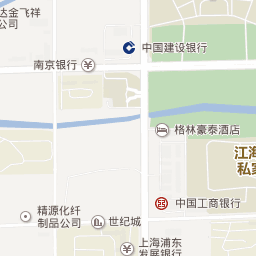 达金飞祥
公司
中国建设银行
南京银行
格林豪泰酒店
江海
私家
中国工商银行
精源化纤
制品公司
世纪城
上海浦东
发展银行